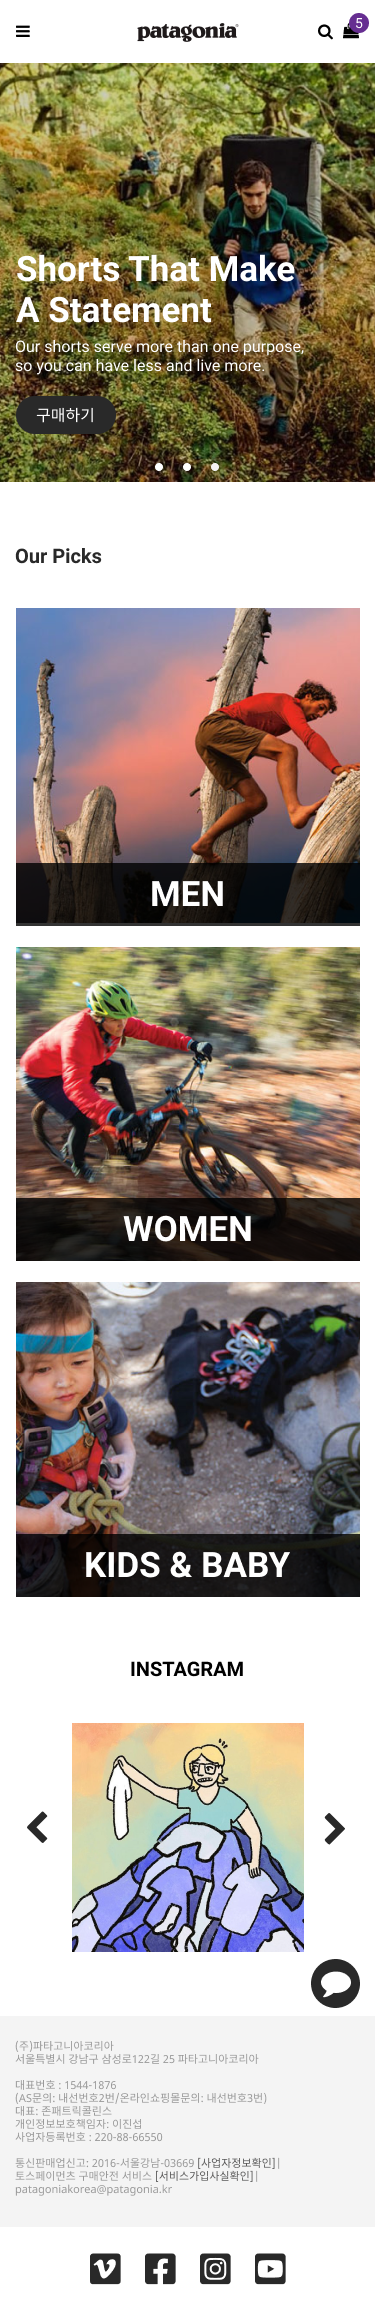 patagonia
5
Shorts That Make
A Statement
Our shorts serve more than one purpose,
so you can have less and live more.
구매하기
Our Picks
MEN
WOMEN
KIDS & BABY
INSTAGRAM
(주)파타고니아코리아
서울특별시 강남구 삼성로122길 25 파타고니아코리아
대표번호 : 1544-1876
(AS문의: 내선번호2번/온라인쇼핑몰문의: 내선번호3번)
대표: 존패트릭콜린스
개인정보보호책임자: 이진섭
사업자등록번호 : 220-88-66550
통신판매업신고: 2016-서울강남-03669 [사업자정보확인]|
토스페이먼츠 구매안전 서비스 [서비스가입사실확인]|
patagoniakorea@patagonia.kr